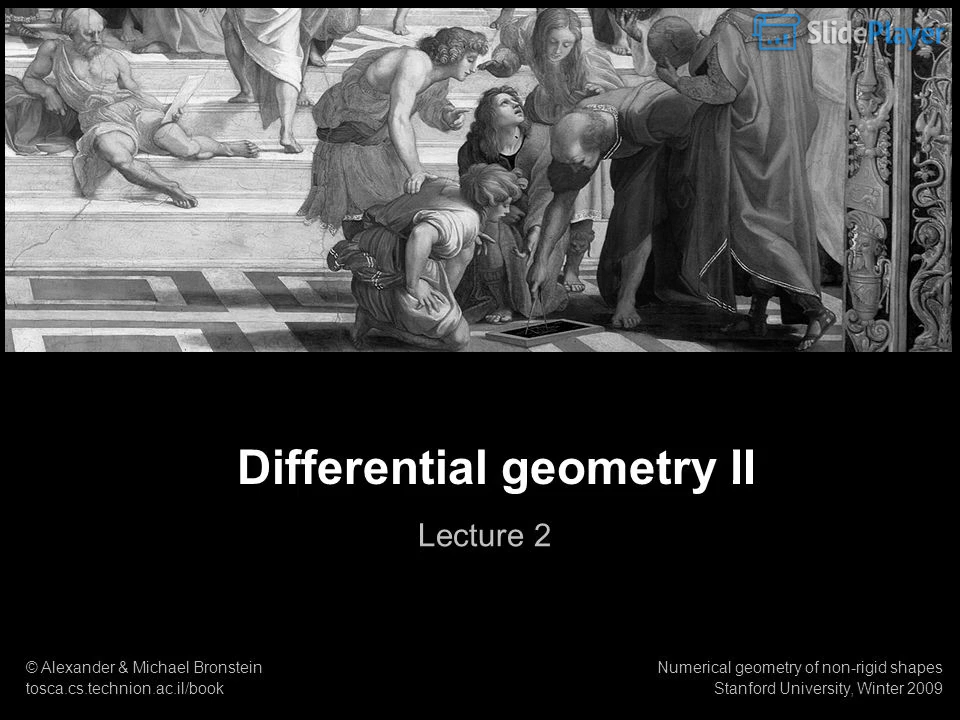 SlidePlayer
Differential geometry II
Lecture 2
© Alexander & Michael Bronstein
tosca.cs.technion.ac.il/book
Numerical geometry of non-rigid shapes
Stanford University, Winter 2009